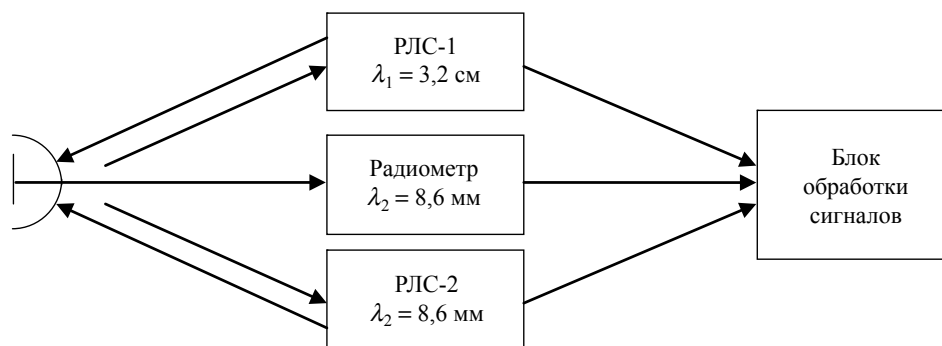 РЛС-1
λ₁ = 3,2 см
Радиометр
λ₂ = 8,6 мм
РЛС-2
λ₂ = 8,6 мм
Блок
обработки
сигналов